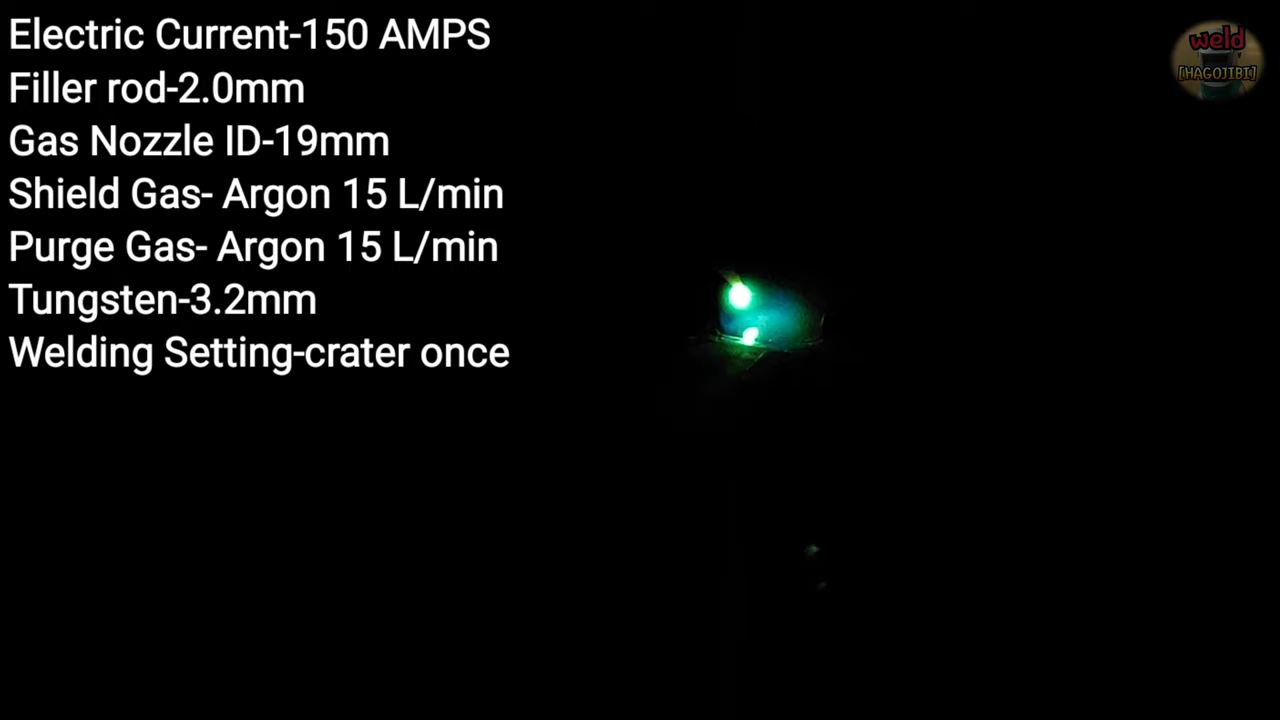 Electric Current-150 AMPS
Filler rod-2.0mm
Gas Nozzle ID-19mm
Shield Gas- Argon 15 L/min
Purge Gas- Argon 15 L/min
Tungsten-3.2mm
Welding Setting-crater once
weld
[HAGOJIBI]